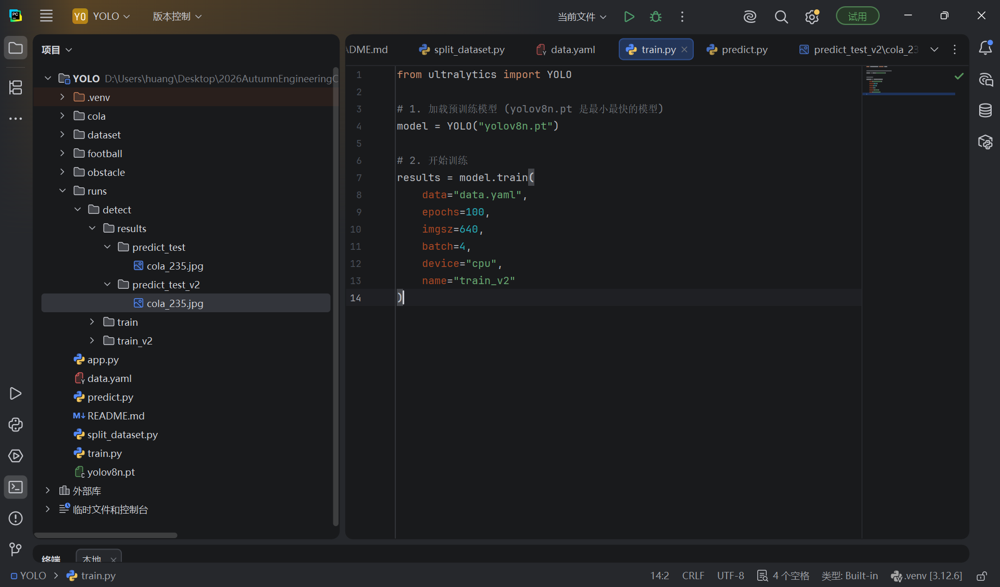 PC
YO YOLO
版本控制
当前文件
试用
项目
YOLO D:\Users\huang\Desktop\2026AutumnEngineeringC
.venv
cola
dataset
football
obstacle
runs
detect
results
predict_test
cola_235.jpg
predict_test_v2
cola_235.jpg
train
train_v2
app.py
data.yaml
predict.py
M↓ README.md
split_dataset.py
train.py
yolov8n.pt
外部库
临时文件和控制台
ADME.md
split_dataset.py
data.yaml
train.py
predict.py
predict_test_v2\cola_23
1 from ultralytics import YOLO
2
3 # 1. 加载预训练模型 (yolov8n.pt 是最小最快的模型)
4 model = YOLO("yolov8n.pt")
5
6 # 2. 开始训练
7 results = model.train(
8 data="data.yaml",
9 epochs=100,
10 imgsz=640,
11 batch=4,
12 device="cpu",
13 name="train_v2"
14 )
终端
本地
YOLO
train.py
14:2
CRLF
UTF-8
4 个空格
类型: Built-in
.venv [3.12.6]